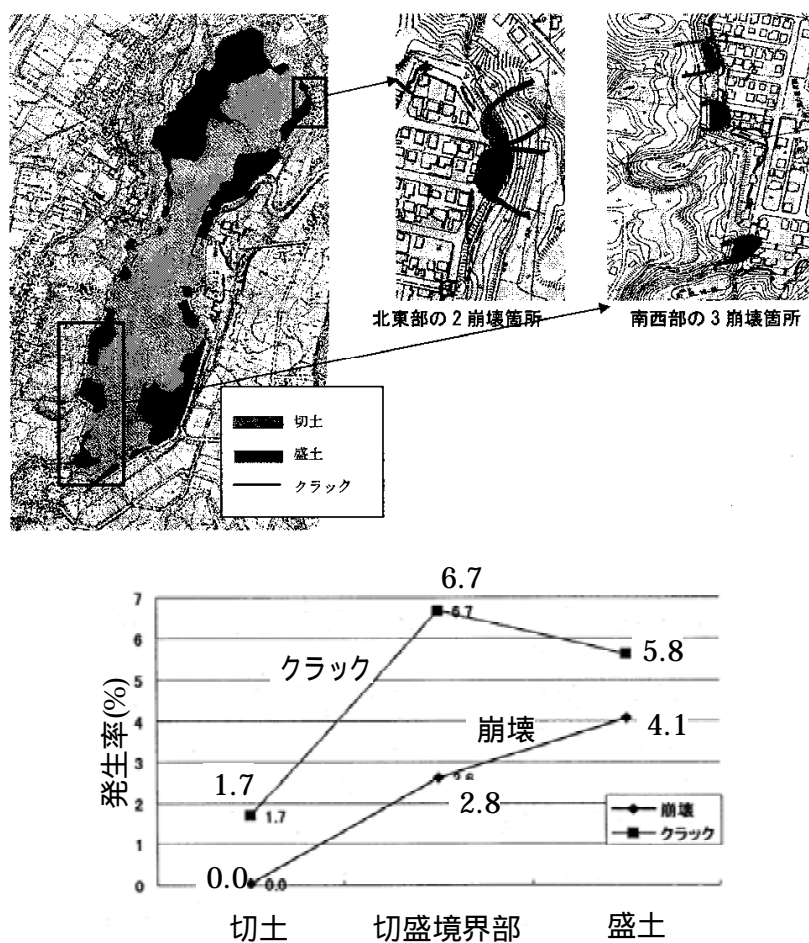 北東部の2崩壊箇所
南西部の3崩壊箇所
切土
盛土
クラック
6.7
7
6
5
4
3
2
1
0
発生率(%)
クラック
6.7
5.8
崩壊
4.1
1.7
1.7
2.6
2.8
0.0
0.0
崩壊
クラック
切土
切盛境界部
盛土